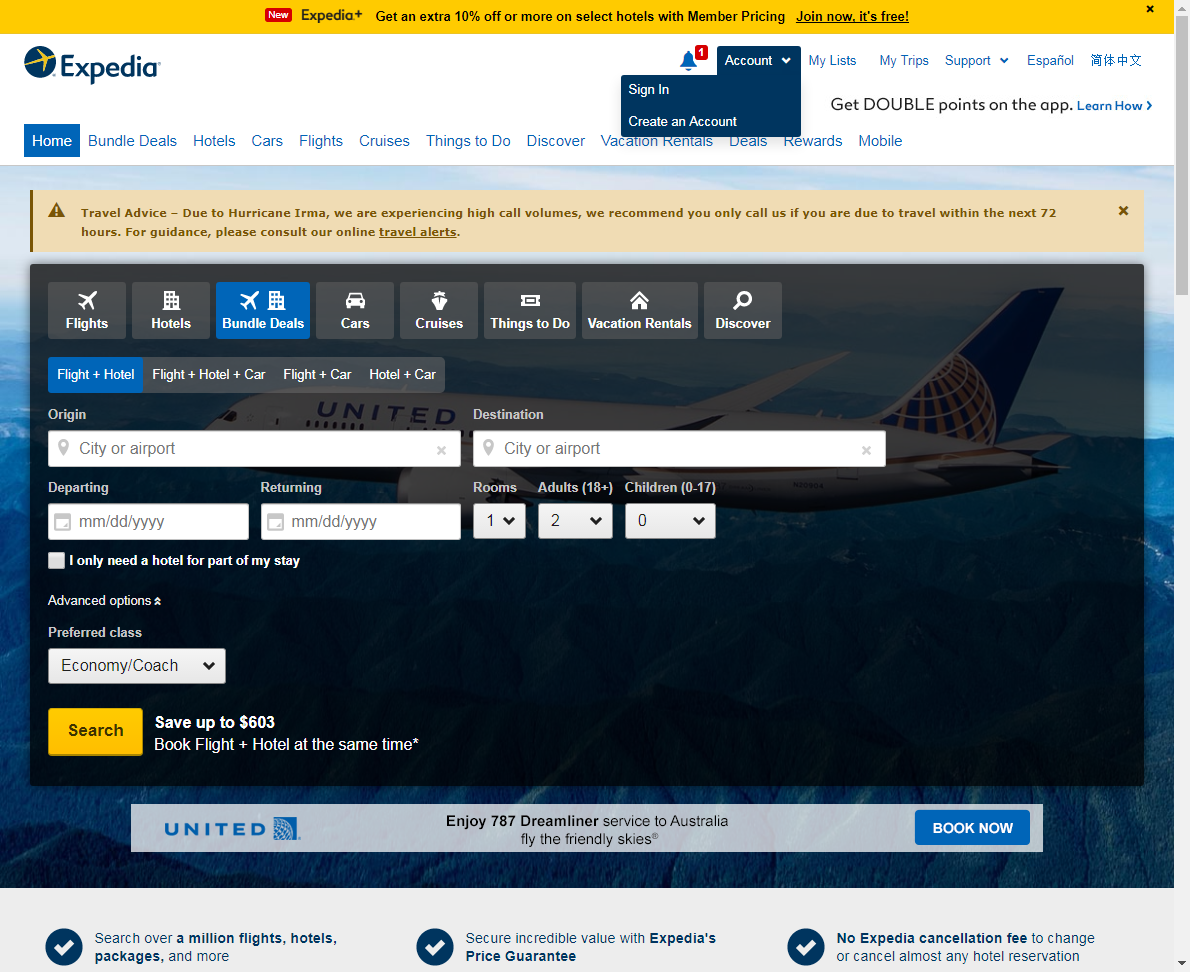 New Expedia+ Get an extra 10% off or more on select hotels with Member Pricing Join now, it's free!
Expedia
1
Account My Lists My Trips Support Español 简体中文
Sign In
Create an Account
Get DOUBLE points on the app. Learn How
Home Bundle Deals Hotels Cars Flights Cruises Things to Do Discover Vacation Rentals Deals Rewards Mobile
Travel Advice – Due to Hurricane Irma, we are experiencing high call volumes, we recommend you only call us if you are due to travel within the next 72
hours. For guidance, please consult our online travel alerts.
Flights Hotels Bundle Deals Cars Cruises Things to Do Vacation Rentals Discover
Flight + Hotel Flight + Hotel + Car Flight + Car Hotel + Car
UNITED
Origin Destination
City or airport City or airport
Departing Returning Rooms Adults (18+) Children (0-17)
mm/dd/yyyy mm/dd/yyyy 1 2 0
I only need a hotel for part of my stay
Advanced options
Preferred class
Economy/Coach
Search
Save up to $603
Book Flight + Hotel at the same time*
UNITED
Enjoy 787 Dreamliner service to Australia
fly the friendly skies®
BOOK NOW
Search over a million flights, hotels,
packages, and more
Secure incredible value with Expedia's
Price Guarantee
No Expedia cancellation fee to change
or cancel almost any hotel reservation